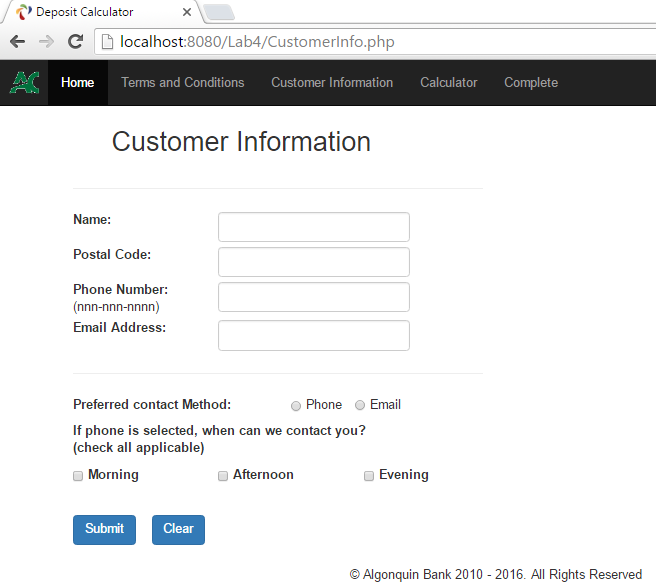 Deposit Calculator
localhost:8080/Lab4/CustomerInfo.php
AC Home Terms and Conditions Customer Information Calculator Complete
Customer Information
Name:
Postal Code:
Phone Number:
(nnn-nnn-nnnn)
Email Address:
Preferred contact Method: Phone Email
If phone is selected, when can we contact you?
(check all applicable)
Morning Afternoon Evening
Submit Clear
© Algonquin Bank 2010 - 2016. All Rights Reserved